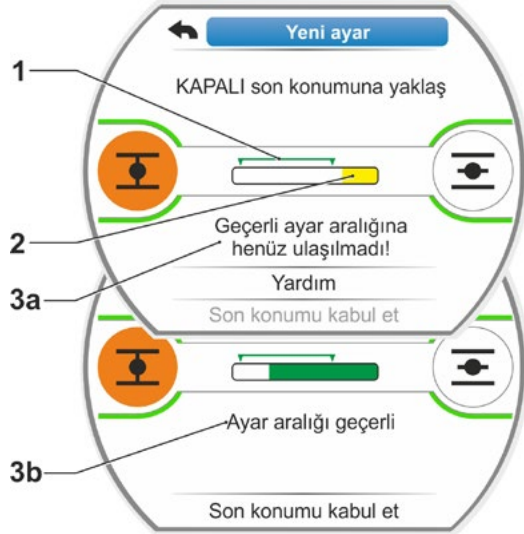 Yeni ayar
KAPALI son konumuna yaklaş
1
2
Geçerli ayar aralığına
henüz ulaşılmadı!
3a
Yardım
Son konumu kabul et
Ayar aralığı geçerli
3b
Son konumu kabul et